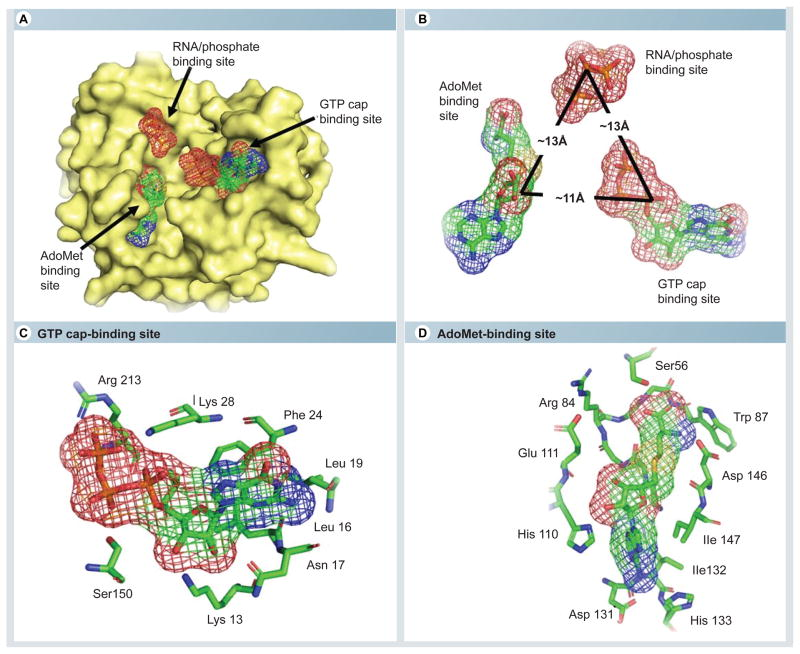 A
RNA/phosphate
binding site
GTP cap
binding site
AdoMet
binding
site
B
RNA/phosphate
binding site
AdoMet
binding
site
~13Å
~13Å
~11Å
GTP cap
binding site
C GTP cap-binding site
Arg 213
Lys 28
Phe 24
Leu 19
Leu 16
Asn 17
Ser150
Lys 13
D AdoMet-binding site
Ser56
Arg 84
Trp 87
Glu 111
Asp 146
His 110
Ile 147
Ile132
Asp 131
His 133